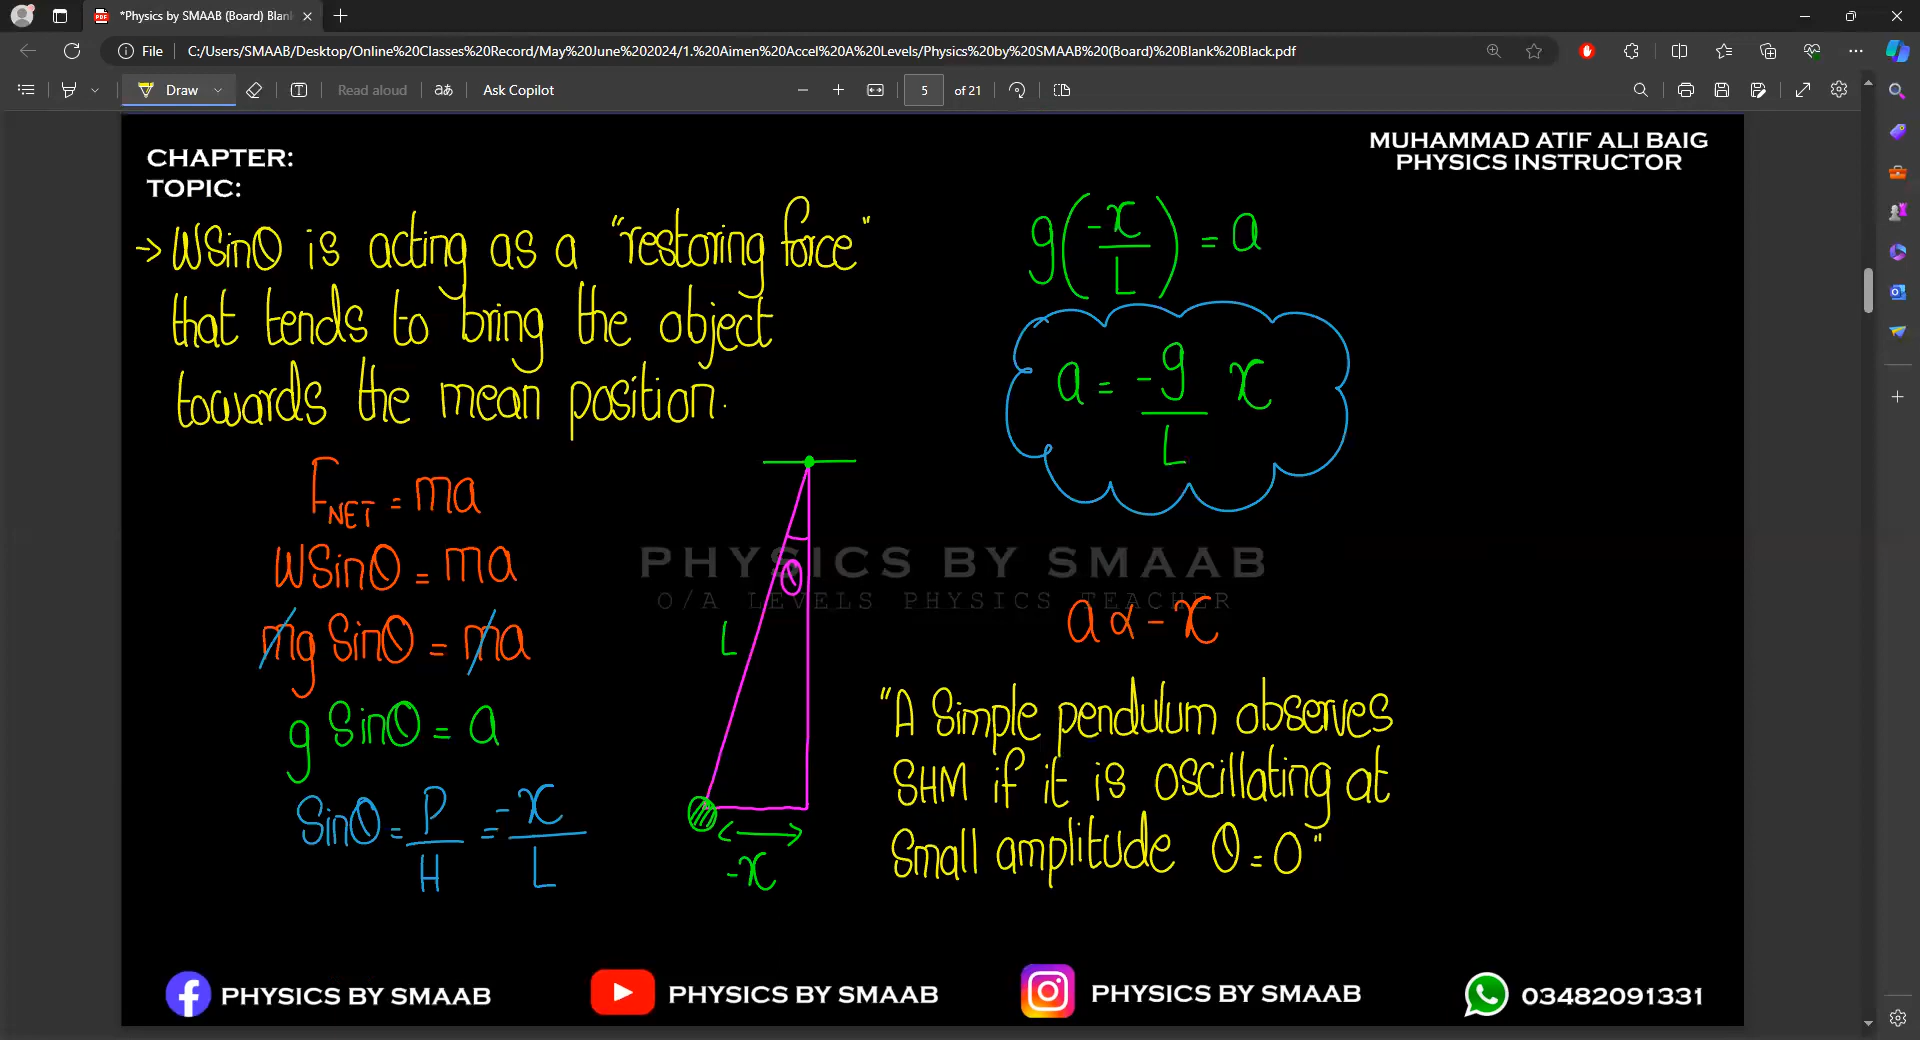 *Physics by SMAAB (Board) Blank
File
C:/Users/SMAAB/Desktop/Online%20Classes%20Record/May%20June%202024/1.%20Aimen%20Accel%20A%20Levels/Physics%20by%20SMAAB%20(Board)%20Blank%20Black.pdf
Draw
Read aloud
aあ
Ask Copilot
5 of 21
CHAPTER:
TOPIC:
MUHAMMAD ATIF ALI BAIG
PHYSICS INSTRUCTOR
→ WSinθ is acting as a "restoring force"
that tends to bring the object
towards the mean position.
F_NET = ma
WSinθ = ma
mg Sinθ = ma
g Sinθ = a
Sinθ = P/H = -x/L
θ
L
-x
g(-x/L) = a
a = -g/L x
PHYSICS BY SMAAB
O/A LEVELS PHYSICS TEACHER
a α - x
"A Simple pendulum observes
SHM if it is oscillating at
Small amplitude θ = 0"
PHYSICS BY SMAAB
PHYSICS BY SMAAB
PHYSICS BY SMAAB
03482091331